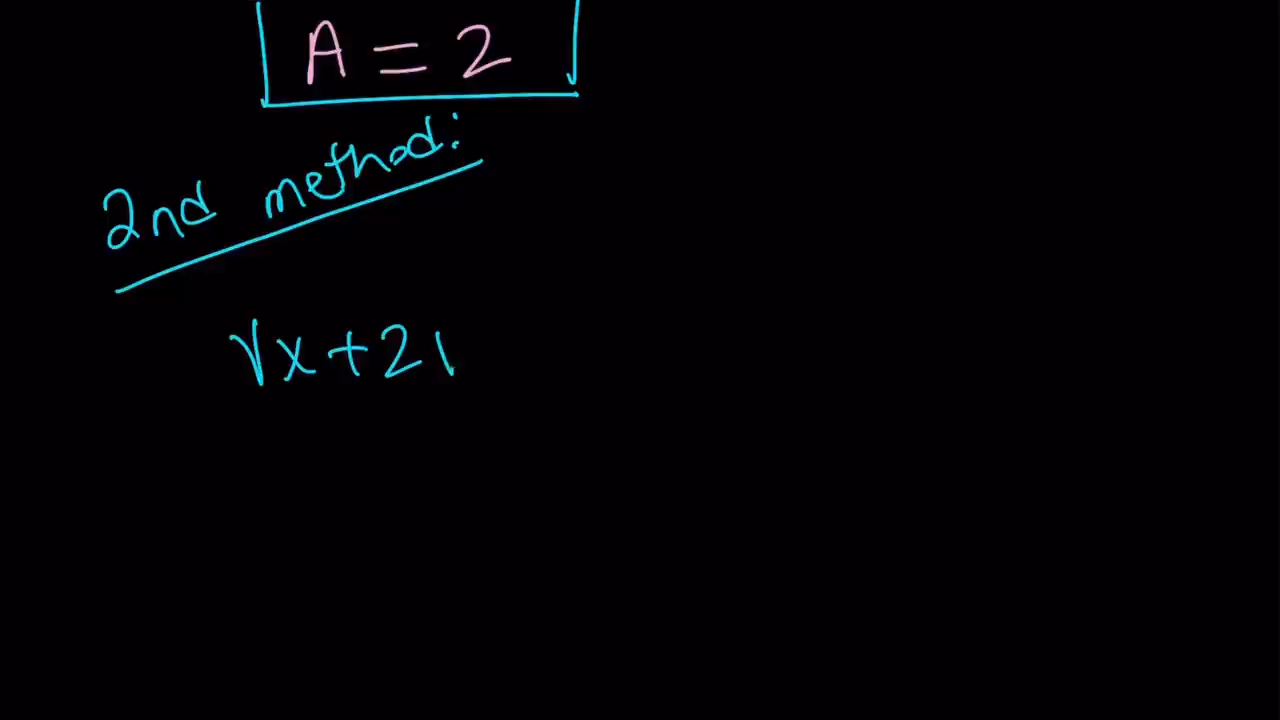 A = 2
2nd method:
√x+21